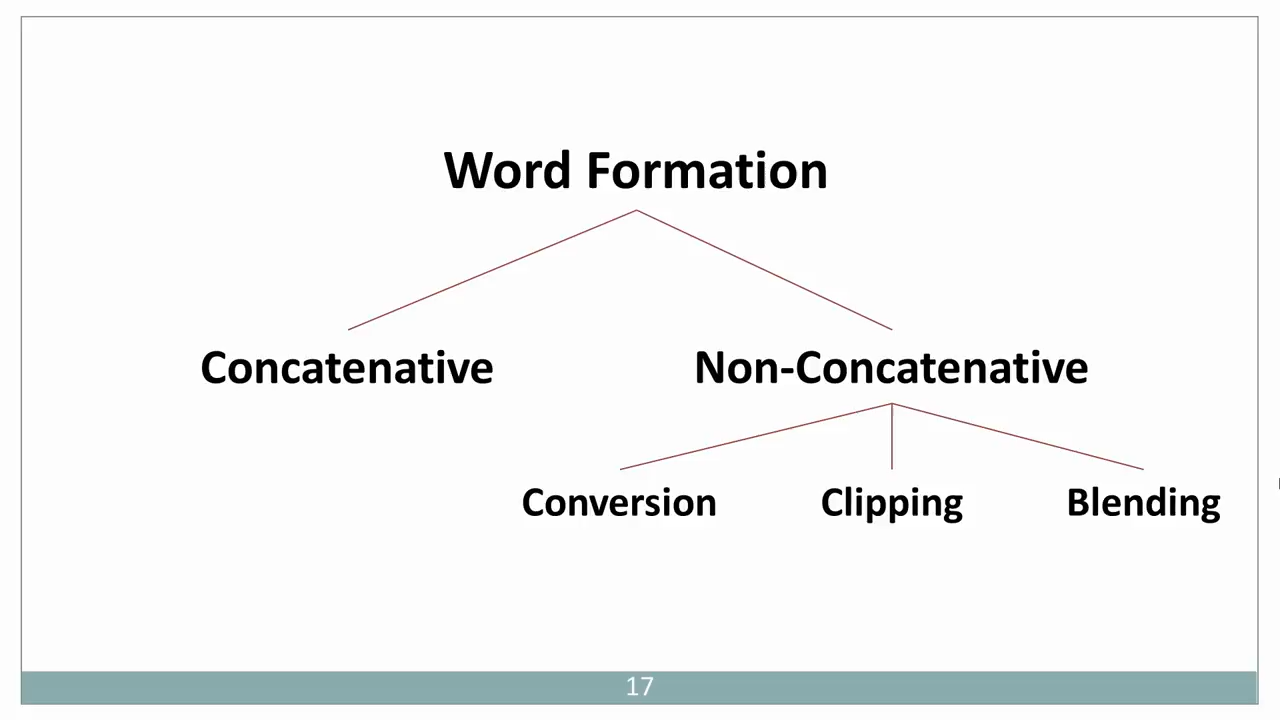 Word Formation
Concatenative Non-Concatenative
Conversion Clipping Blending
17